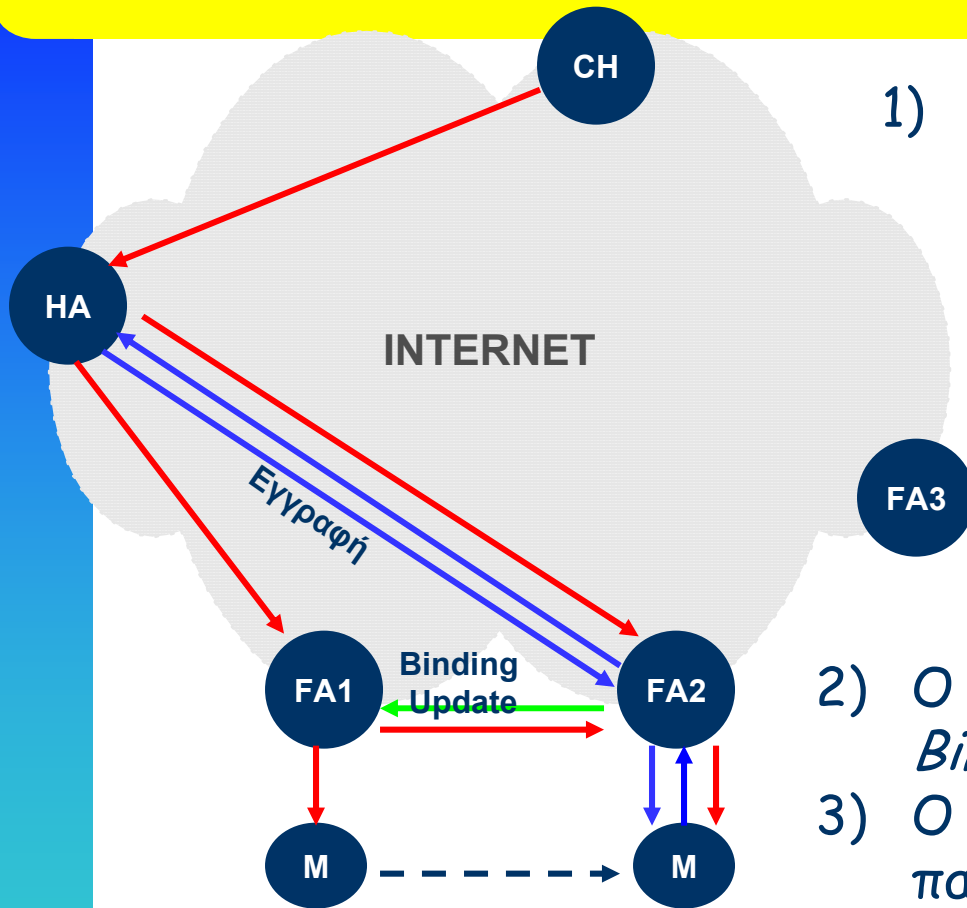 CH
1)
HA
INTERNET
Εγγραφή
FA3
Binding
Update
FA1
FA2
2) Ο
3) Ο
M
M